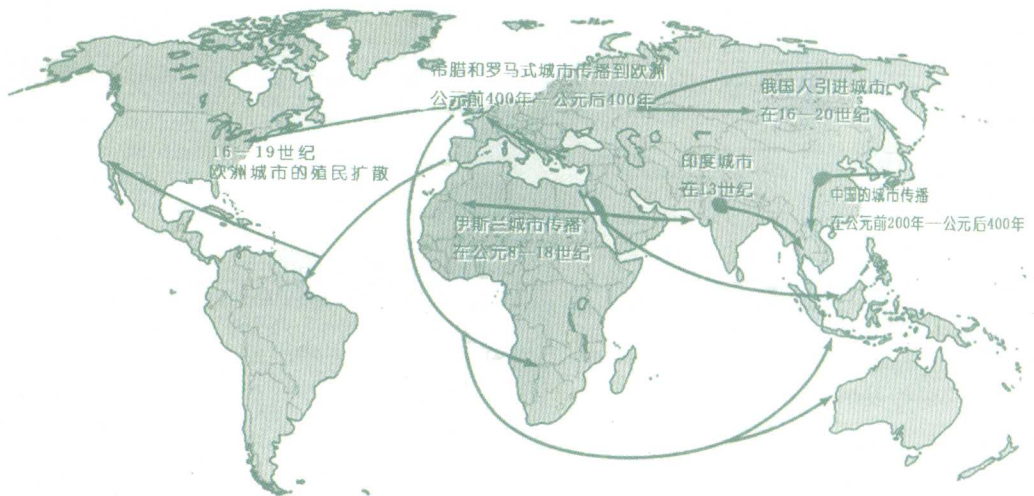 希腊和罗马式城市传播到欧洲
公元前400年—公元后400年
俄国人引进城市
在16—20世纪
16—19世纪
欧洲城市的殖民扩散
印度城市
在13世纪
中国的城市传播
在公元前200年—公元后400年
伊斯兰城市传播
在公元8—18世纪